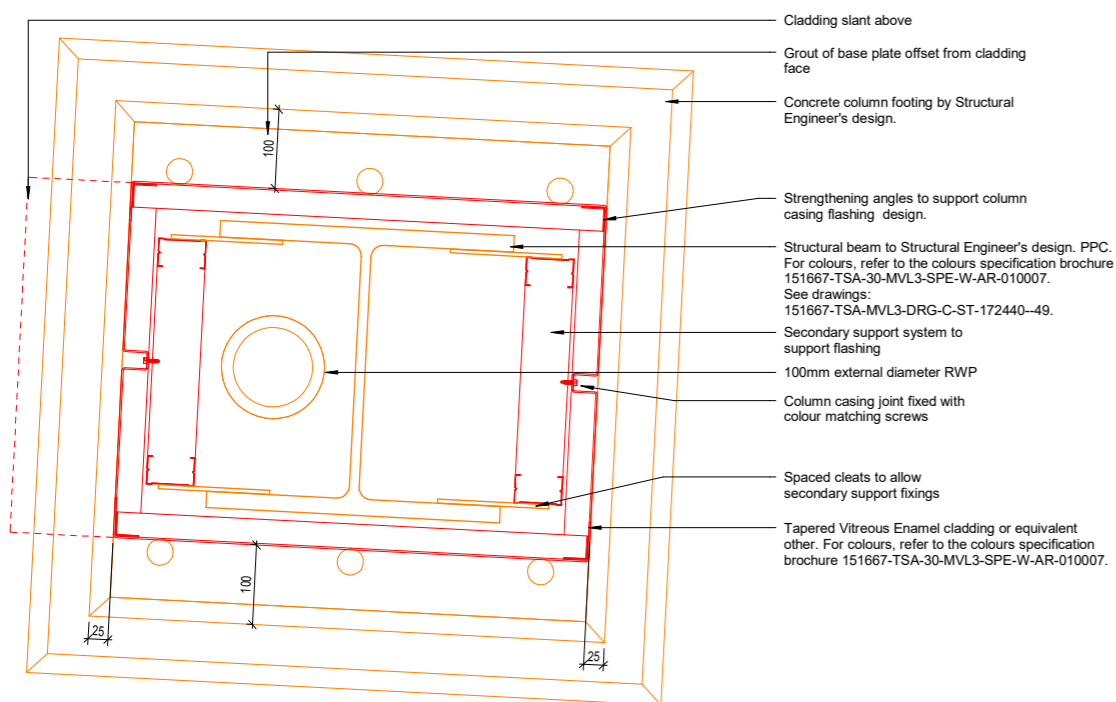 Cladding slant above
Grout of base plate offset from cladding
face
Concrete column footing by Structural
Engineer's design.
100
Strengthening angles to support column
casing flashing design.
Structural beam to Structural Engineer's design. PPC.
For colours, refer to the colours specification brochure
151667-TSA-30-MVL3-SPE-W-AR-010007.
See drawings:
151667-TSA-MVL3-DRG-C-ST-172440--49.
Secondary support system to
support flashing
100mm external diameter RWP
Column casing joint fixed with
colour matching screws
Spaced cleats to allow
secondary support fixings
Tapered Vitreous Enamel cladding or equivalent
other. For colours, refer to the colours specification
brochure 151667-TSA-30-MVL3-SPE-W-AR-010007.
100
25
25